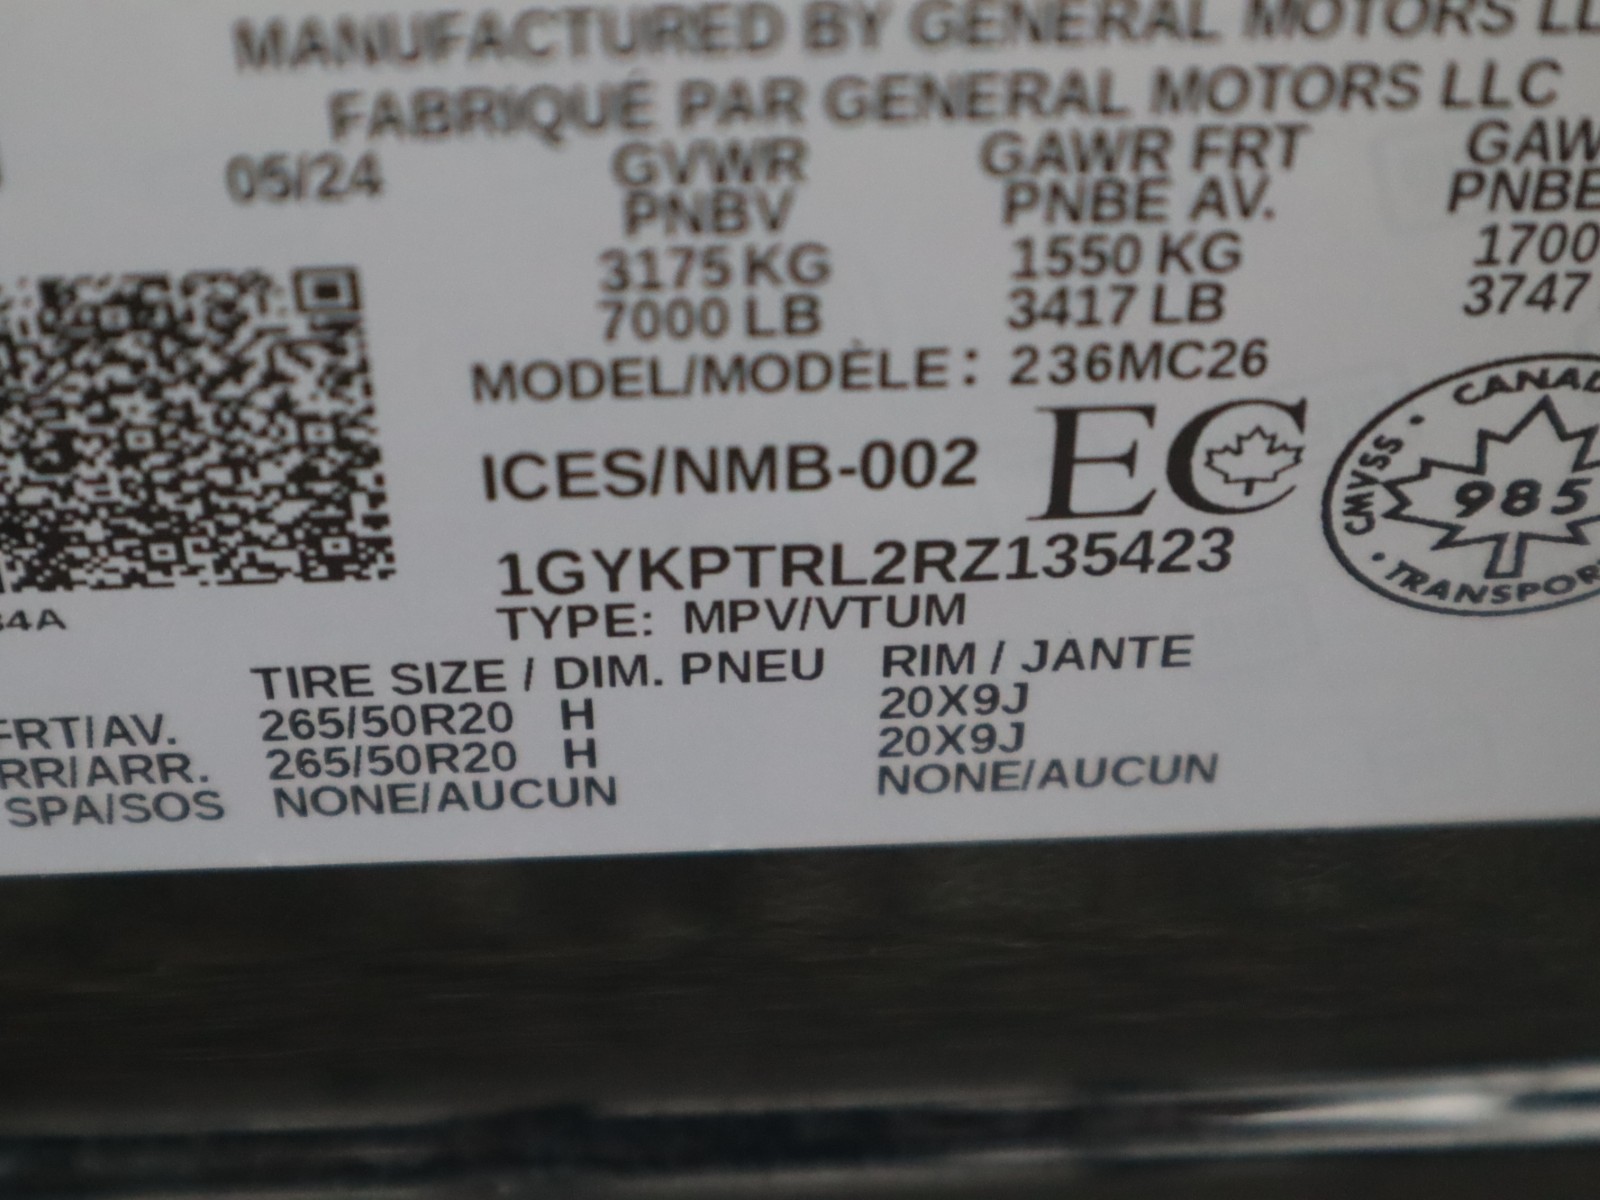 MANUFACTURED BY GENERAL MOTORS LL
FABRIQUÉ PAR GENERAL MOTORS LLC
05/24
GVWR
PNBV
3175 KG
7000 LB
GAWR FRT
PNBE AV.
1550 KG
3417 LB
GAW
PNBE
1700
3747
MODEL/MODÈLE: 236MC26
ICES/NMB-002 EC
CANAD
CMVSS
985
TRANSPOR
1GYKPTRL2RZ135423
TYPE: MPV/VTUM
34A
TIRE SIZE / DIM. PNEU RIM / JANTE
FRT/AV. 265/50R20 H 20X9J
RR/ARR. 265/50R20 H 20X9J
SPA/SOS NONE/AUCUN NONE/AUCUN